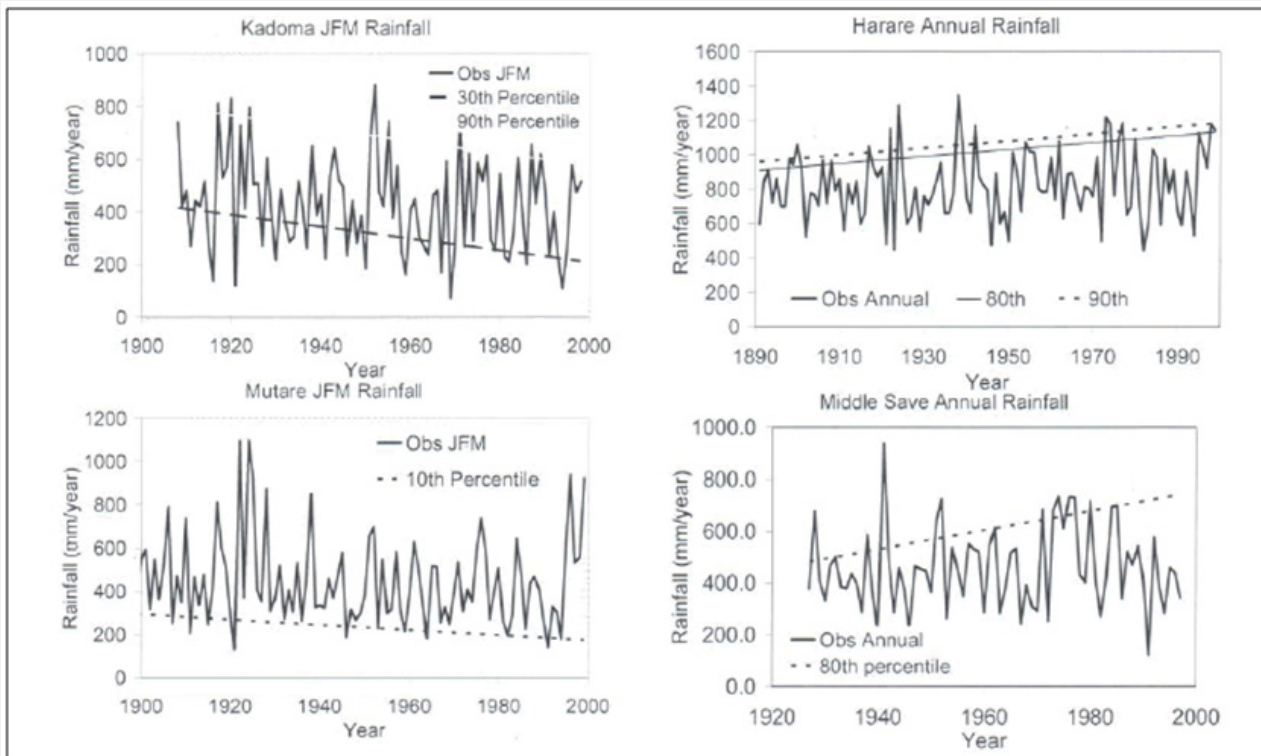 Kadoma JFM Rainfall
Rainfall (mm/year)
1000
800
600
400
200
0
Obs JFM
30th Percentile
90th Percentile
1900 1920 1940 1960 1980 2000
Year
Harare Annual Rainfall
Rainfall (mm/year)
1600
1400
1200
1000
800
600
400
200
0
Obs Annual 80th 90th
1891 1910 1930 1950 1970 1990
Year
Mutare JFM Rainfall
Rainfall (mm/year)
1200
1000
800
600
400
200
0
Obs JFM
10th Percentile
1900 1920 1940 1960 1980 2000
Year
Middle Save Annual Rainfall
Rainfall (mm/year)
1000.0
800.0
600.0
400.0
200.0
0.0
Obs Annual
80th percentile
1920 1940 1960 1980 2000
Year